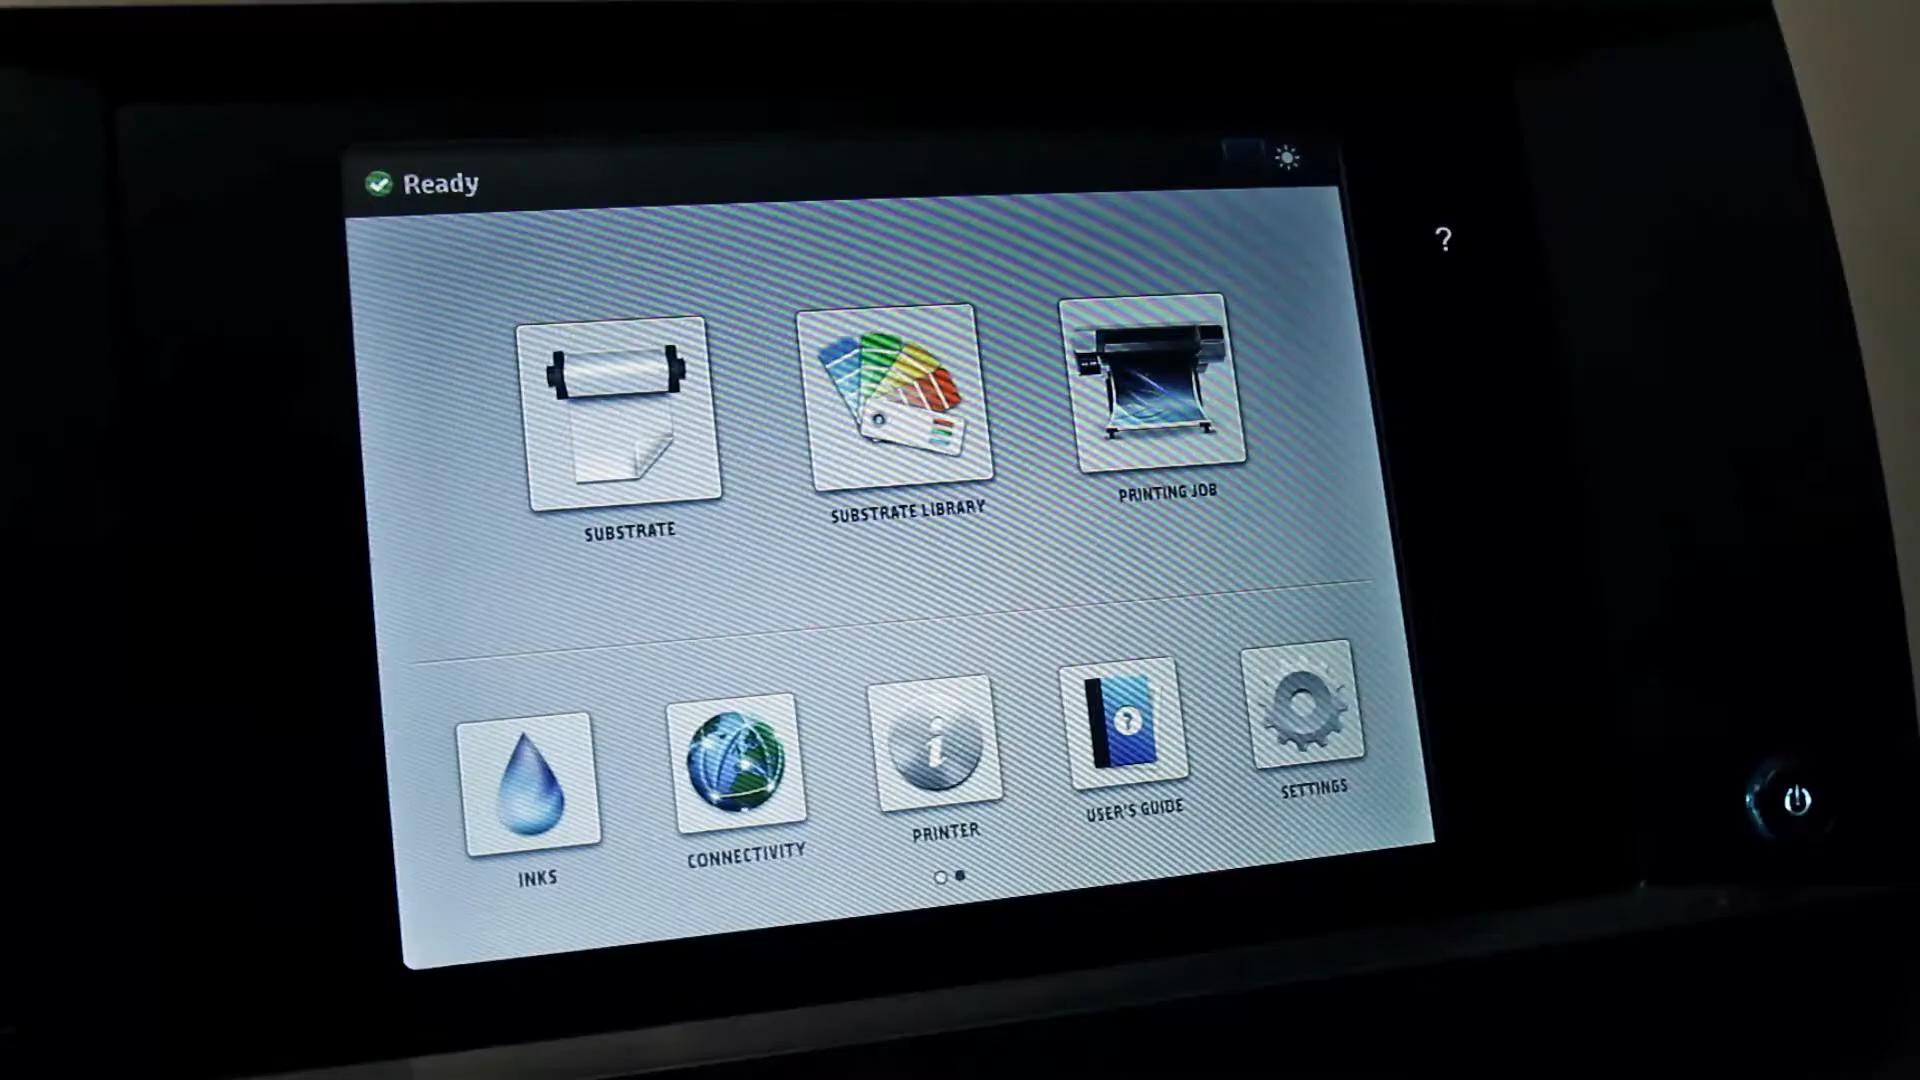 Ready
?
SUBSTRATE
SUBSTRATE LIBRARY
PRINTING JOB
INKS
CONNECTIVITY
PRINTER
USER'S GUIDE
SETTINGS